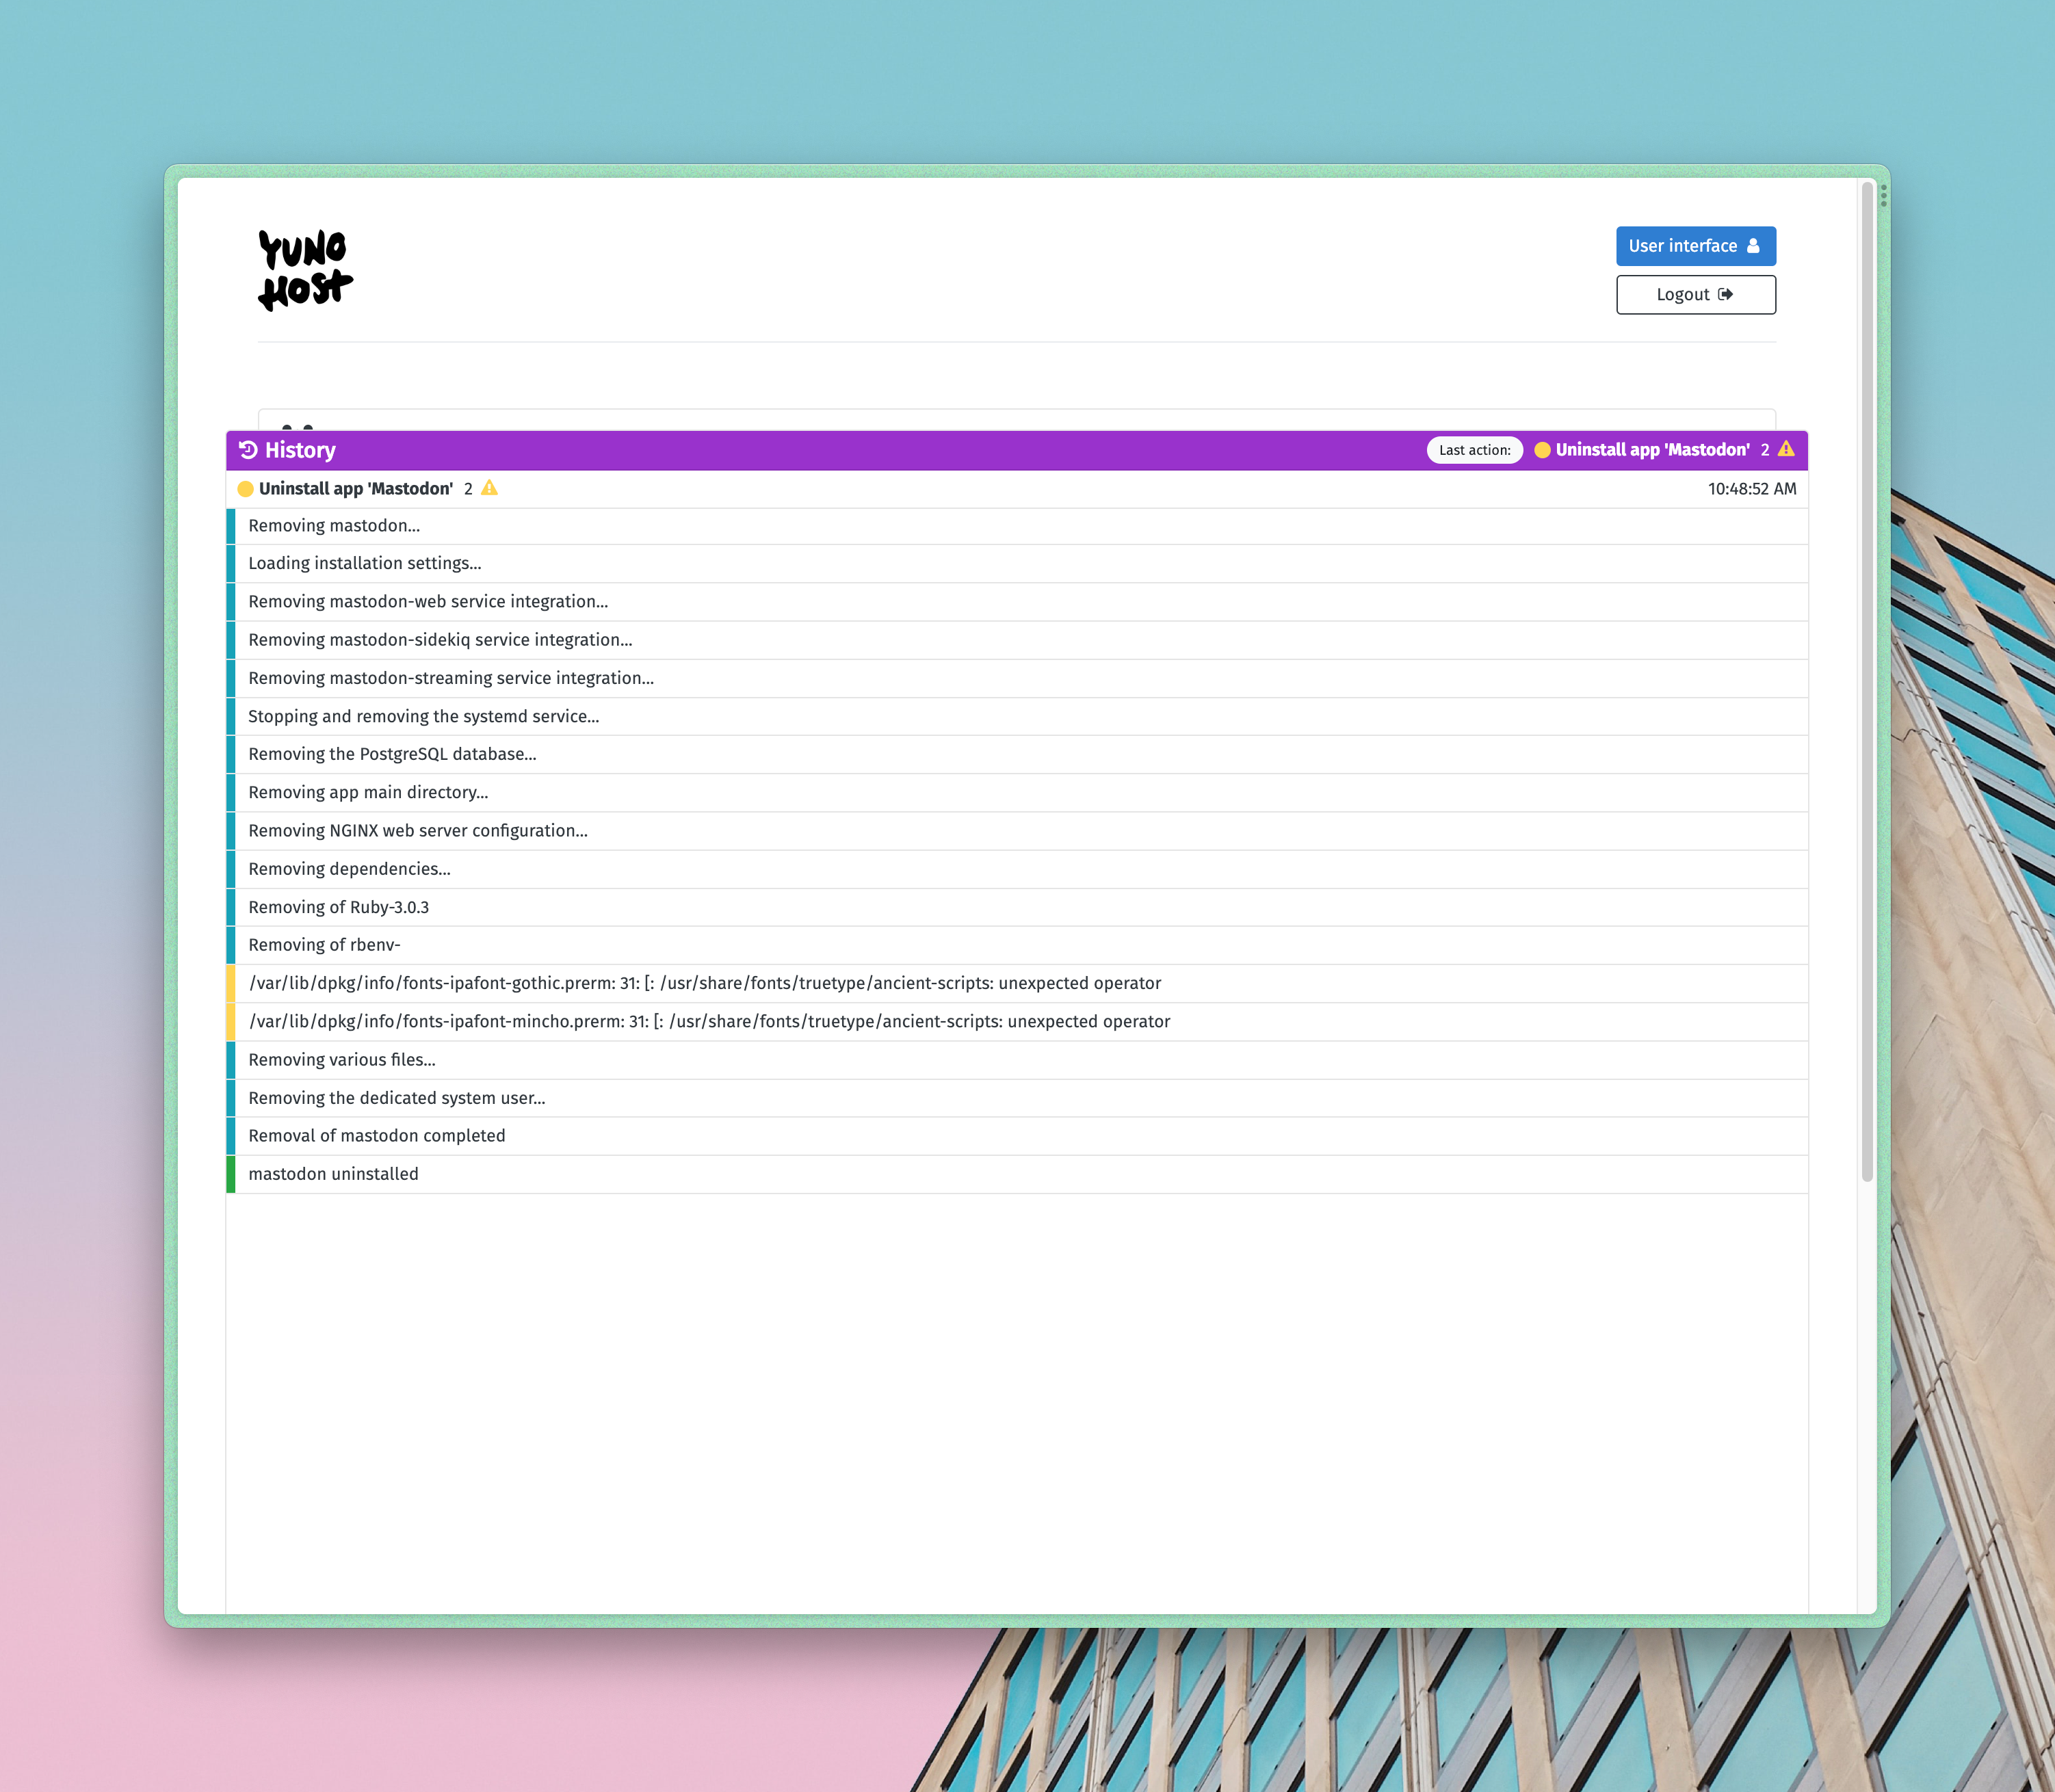 YUNO
HOST
User interface
Logout
History
Last action: Uninstall app 'Mastodon' 2
Uninstall app 'Mastodon' 2 10:48:52 AM
Removing mastodon...
Loading installation settings...
Removing mastodon-web service integration...
Removing mastodon-sidekiq service integration...
Removing mastodon-streaming service integration...
Stopping and removing the systemd service...
Removing the PostgreSQL database...
Removing app main directory...
Removing NGINX web server configuration...
Removing dependencies...
Removing of Ruby-3.0.3
Removing of rbenv-
/var/lib/dpkg/info/fonts-ipafont-gothic.prerm: 31: [: /usr/share/fonts/truetype/ancient-scripts: unexpected operator
/var/lib/dpkg/info/fonts-ipafont-mincho.prerm: 31: [: /usr/share/fonts/truetype/ancient-scripts: unexpected operator
Removing various files...
Removing the dedicated system user...
Removal of mastodon completed
mastodon uninstalled